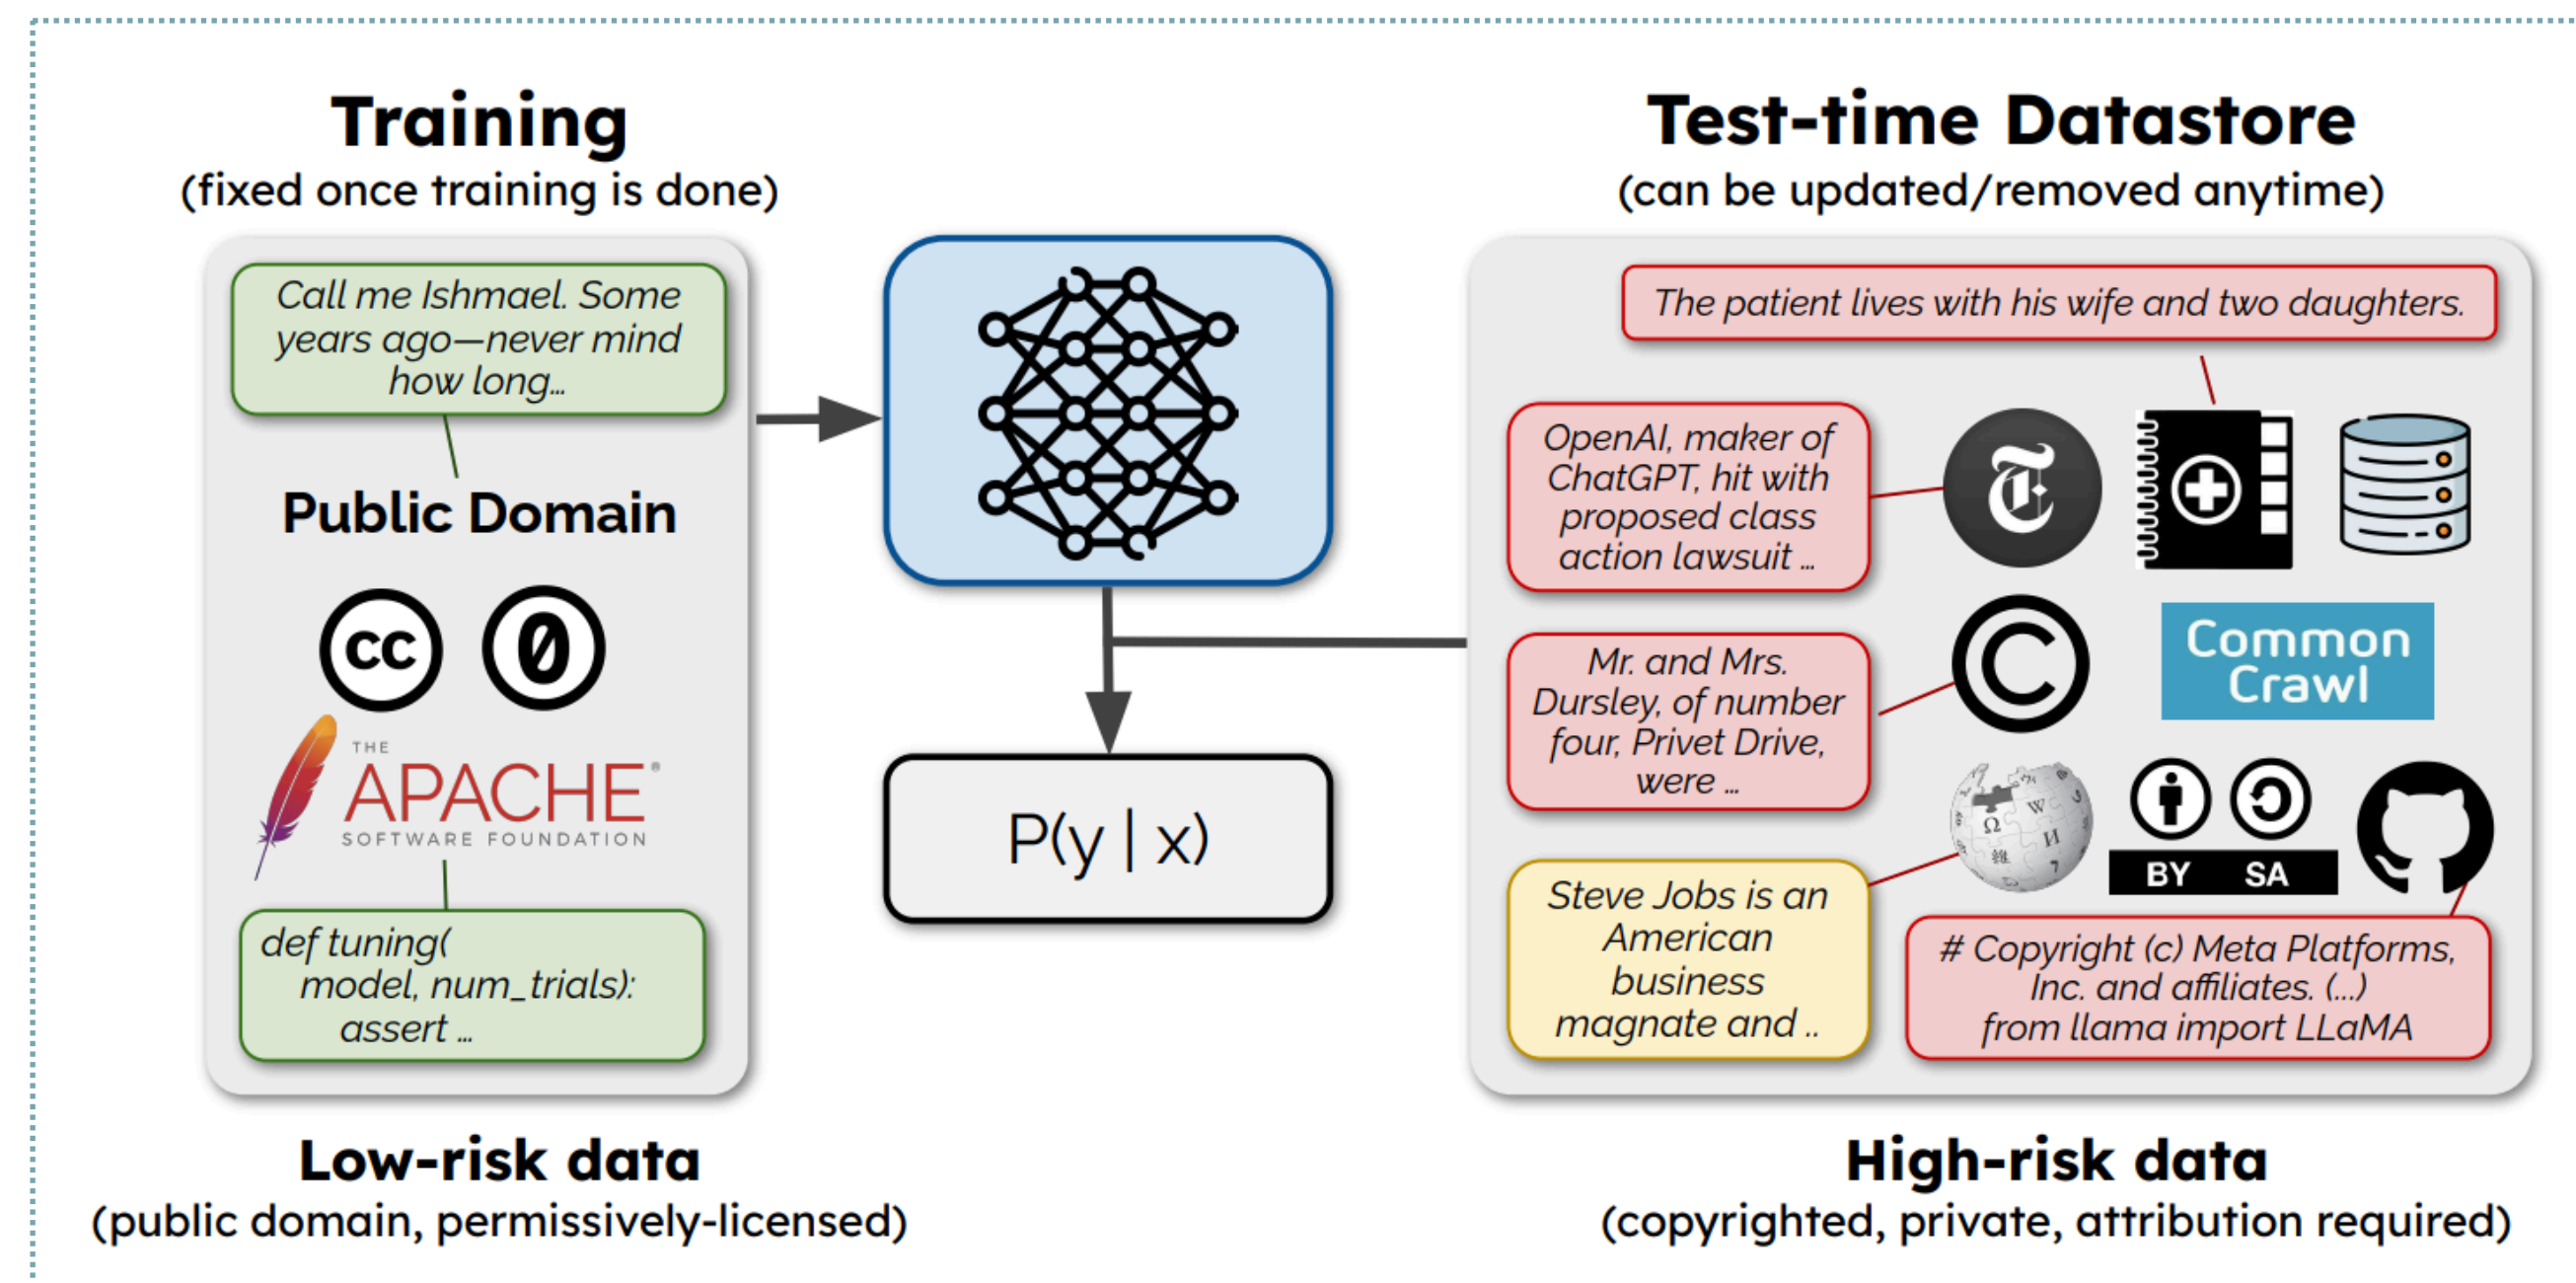 Training
(fixed once training is done)
Call me Ishmael. Some
years ago—never mind
how long…
Public Domain
cc
0
THE
APACHE®
SOFTWARE FOUNDATION
def tuning(
model, num_trials):
assert …
Low-risk data
(public domain, permissively-licensed)
P(y | x)
Test-time Datastore
(can be updated/removed anytime)
The patient lives with his wife and two daughters.
OpenAI, maker of
ChatGPT, hit with
proposed class
action lawsuit …
T
Mr. and Mrs.
Dursley, of number
four, Privet Drive,
were …
©
Common
Crawl
Steve Jobs is an
American
business
magnate and ..
Ω W И
BY SA
# Copyright (c) Meta Platforms,
Inc. and affiliates. (...)
from llama import LLaMA
High-risk data
(copyrighted, private, attribution required)